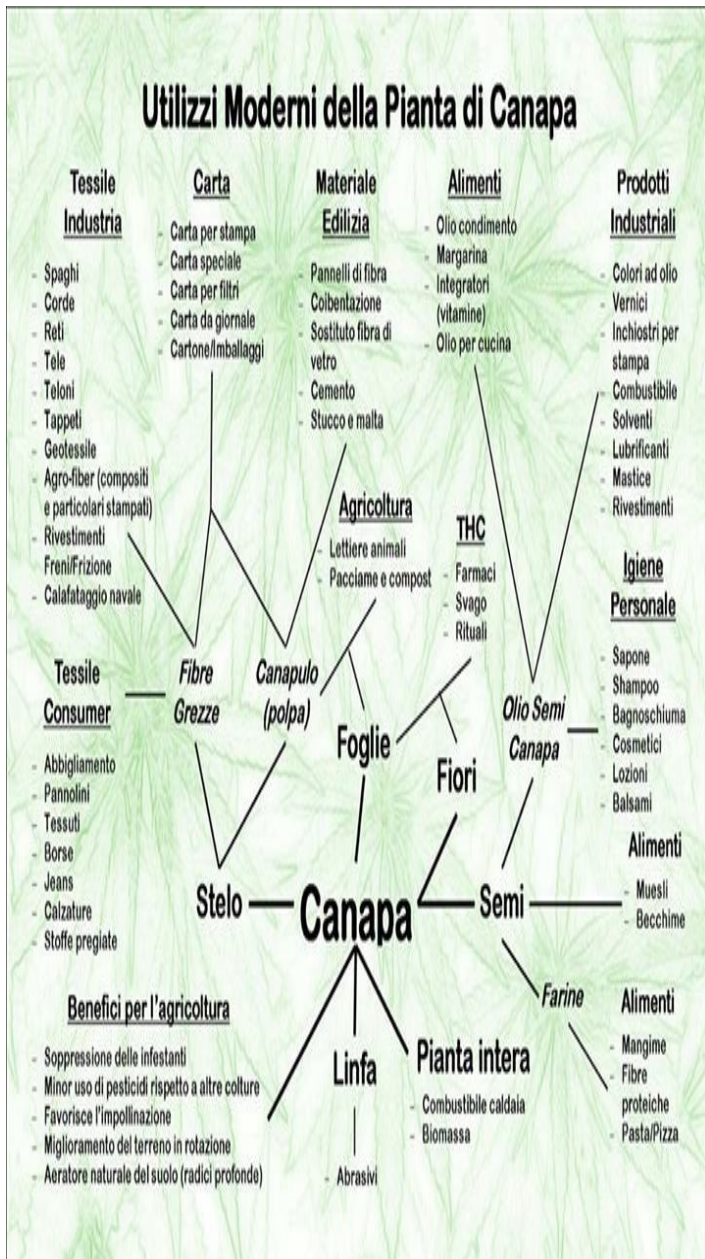 Utilizzi Moderni della Pianta di Canapa
Tessile
Industria
- Spaghi
- Corde
- Reti
- Tele
- Teloni
- Tappeti
- Geotessile
- Agro-fiber (compositi
e particolari stampati)
- Rivestimenti
Freni/Frizione
- Calafataggio navale
Carta
- Carta per stampa
- Carta speciale
- Carta per filtri
- Carta da giornale
- Cartone/Imballaggi
Materiale
Edilizia
- Pannelli di fibra
- Coibentazione
- Sostituto fibra di
vetro
- Cemento
- Stucco e malta
Alimenti
- Olio condimento
- Margarina
- Integratori
(vitamine)
- Olio per cucina
Prodotti
Industriali
- Colori ad olio
- Vernici
- Inchiostri per
stampa
- Combustibile
- Solventi
- Lubrificanti
- Mastice
- Rivestimenti
Agricoltura
- Lettiere animali
- Pacciame e compost
THC
- Farmaci
- Svago
- Rituali
Igiene
Personale
- Sapone
- Shampoo
- Bagnoschiuma
- Cosmetici
- Lozioni
- Balsami
Tessile
Consumer
- Abbigliamento
- Pannolini
- Tessuti
- Borse
- Jeans
- Calzature
- Stoffe pregiate
Fibre
Grezze
Canapulo
(polpa)
Foglie
Fiori
Olio Semi
Canapa
Stelo
Canapa
Semi
Alimenti
- Muesli
- Becchime
Farine
Alimenti
- Mangime
- Fibre
proteiche
- Pasta/Pizza
Benefici per l'agricoltura
- Soppressione delle infestanti
- Minor uso di pesticidi rispetto a altre colture
- Favorisce l'impollinazione
- Miglioramento del terreno in rotazione
- Aeratore naturale del suolo (radici profonde)
Linfa
- Abrasivi
Pianta intera
- Combustibile caldaia
- Biomassa